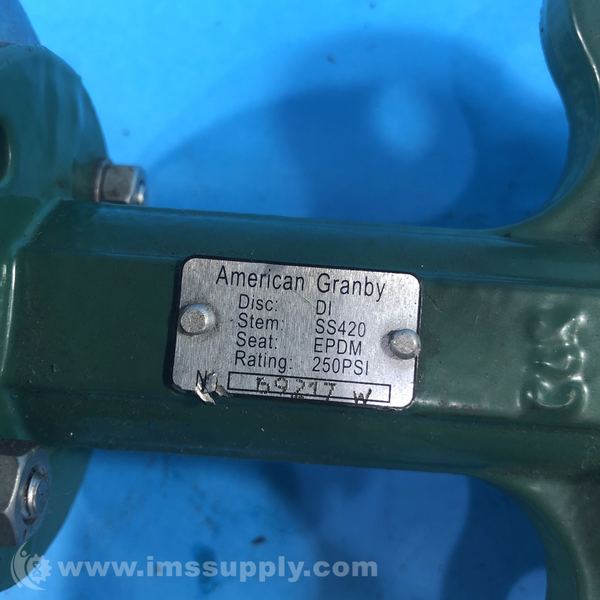 American Granby
Disc: DI
Stem: SS420
Seat: EPDM
Rating: 250PSI
No. 69217 W
www.imssupply.com